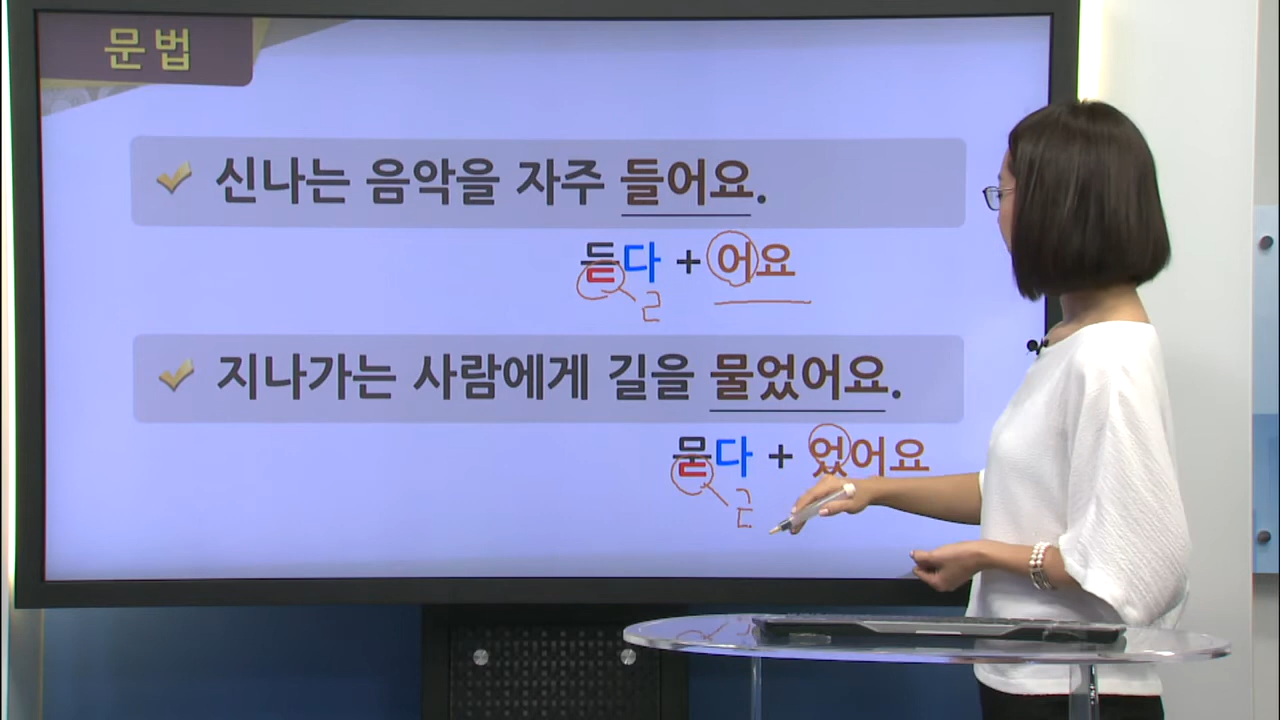 문법
신나는 음악을 자주 들어요.
듣다 + 어요
ㄹ
지나가는 사람에게 길을 물었어요.
묻다 + 었어요
ㄹ